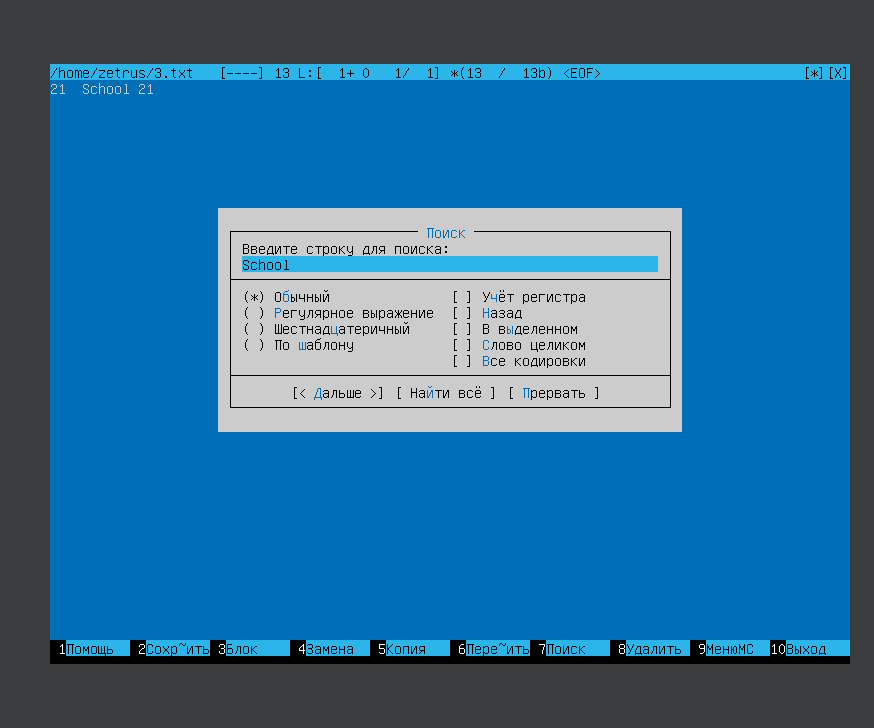 /home/zetrus/3.txt [----] 13 L:[ 1+ 0 1/ 1] *(13 / 13b) <EOF> [*][X]
21 School 21
Поиск
Введите строку для поиска:
School
(*) Обычный [ ] Учёт регистра
( ) Регулярное выражение [ ] Назад
( ) Шестнадцатеричный [ ] В выделенном
( ) По шаблону [ ] Слово целиком
[ ] Все кодировки
[< Дальше >] [ Найти всё ] [ Прервать ]
1Помощь 2Сохр~ить 3Блок 4Замена 5Копия 6Пере~ить 7Поиск 8Удалить 9МенюMC 10Выход